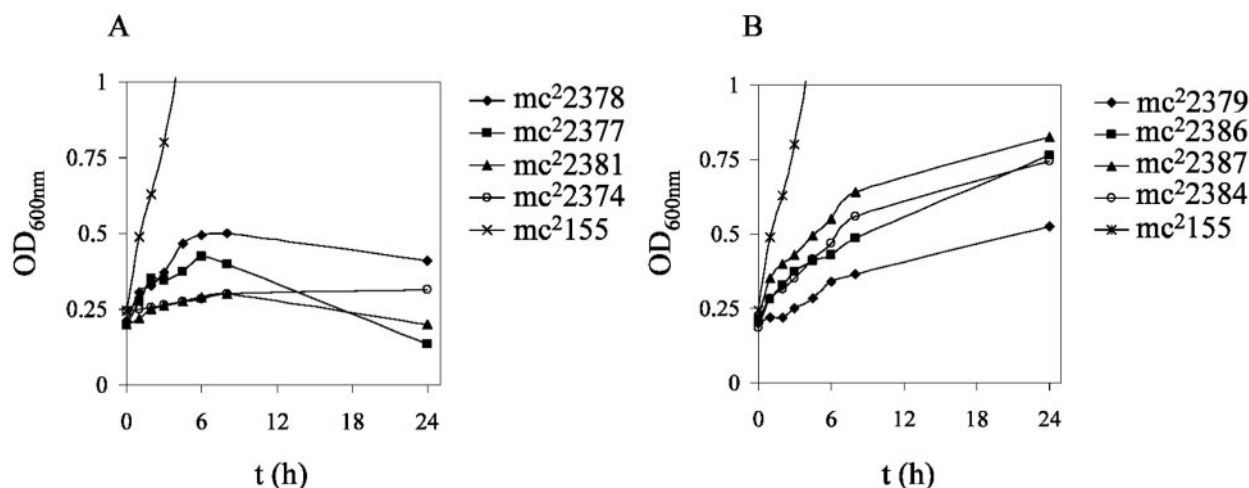 A
1
0.75
0.5
0.25
0
OD600nm
0 6 12 18 24
t (h)
mc²2378
mc²2377
mc²2381
mc²2374
mc²155
B
1
0.75
0.5
0.25
0
OD600nm
0 6 12 18 24
t (h)
mc²2379
mc²2386
mc²2387
mc²2384
mc²155